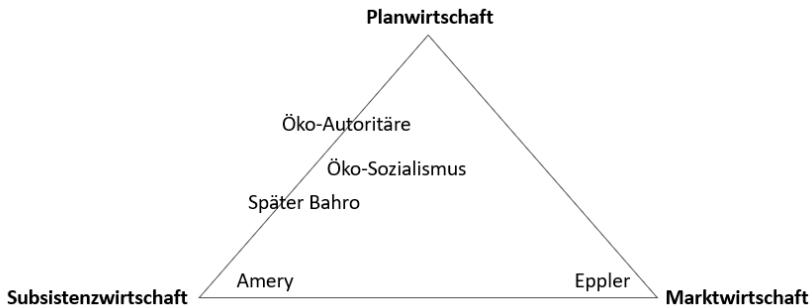 Planwirtschaft
Öko-Autoritäre
Öko-Sozialismus
Später Bahro
Amery
Eppler
Subsistenzwirtschaft
Marktwirtschaft